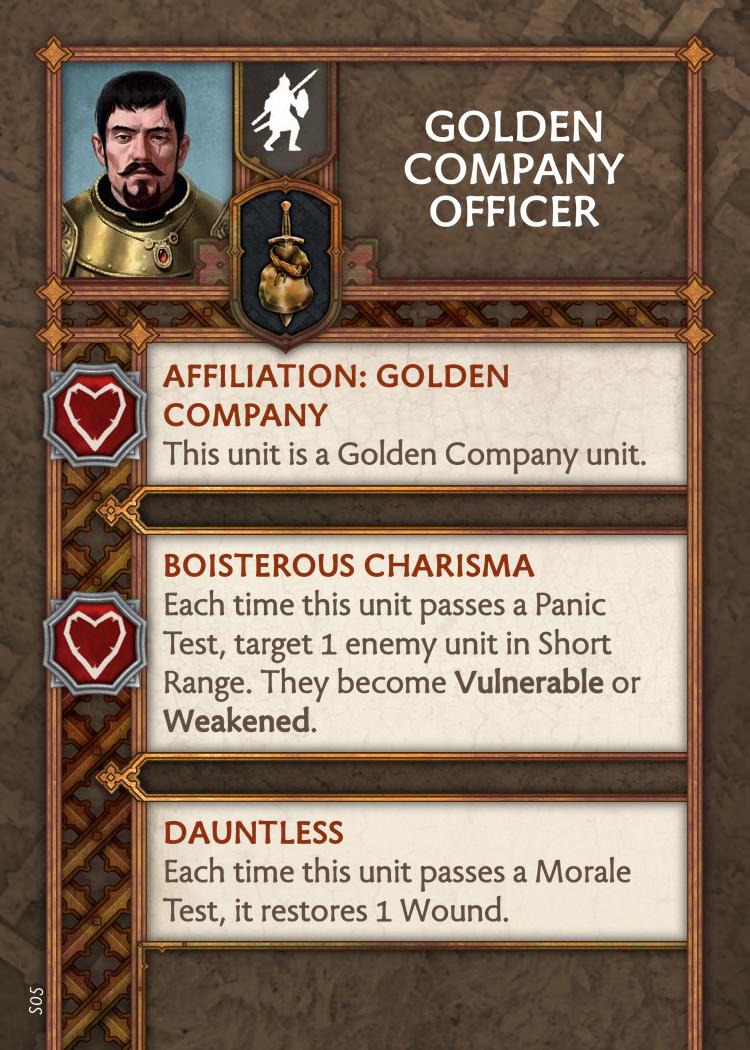 GOLDEN
COMPANY
OFFICER
AFFILIATION: GOLDEN
COMPANY
This unit is a Golden Company unit.
BOISTEROUS CHARISMA
Each time this unit passes a Panic
Test, target 1 enemy unit in Short
Range. They become Vulnerable or
Weakened.
DAUNTLESS
Each time this unit passes a Morale
Test, it restores 1 Wound.
S05